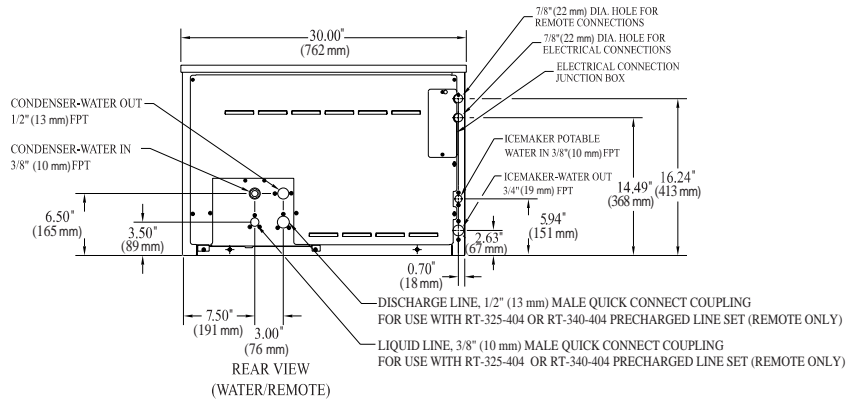 7/8" (22 mm) DIA. HOLE FOR
REMOTE CONNECTIONS
7/8" (22 mm) DIA. HOLE FOR
ELECTRICAL CONNECTIONS
ELECTRICAL CONNECTION
JUNCTION BOX
30.00"
(762 mm)
CONDENSER-WATER OUT
1/2" (13 mm) FPT
CONDENSER-WATER IN
3/8" (10 mm) FPT
ICEMAKER POTABLE
WATER IN 3/8"(10 mm) FPT
ICEMAKER-WATER OUT
3/4" (19 mm) FPT
16.24"
(413 mm)
14.49"
(368 mm)
6.50"
(165 mm)
3.50"
(89 mm)
5,94"
(151 mm)
2.63"
(67 mm)
0.70"
(18 mm)
7.50"
(191 mm)
3.00"
(76 mm)
DISCHARGE LINE, 1/2" (13 mm) MALE QUICK CONNECT COUPLING
FOR USE WITH RT-325-404 OR RT-340-404 PRECHARGED LINE SET (REMOTE ONLY)
LIQUID LINE, 3/8" (10 mm) MALE QUICK CONNECT COUPLING
FOR USE WITH RT-325-404 OR RT-340-404 PRECHARGED LINE SET (REMOTE ONLY)
REAR VIEW
(WATER/REMOTE)